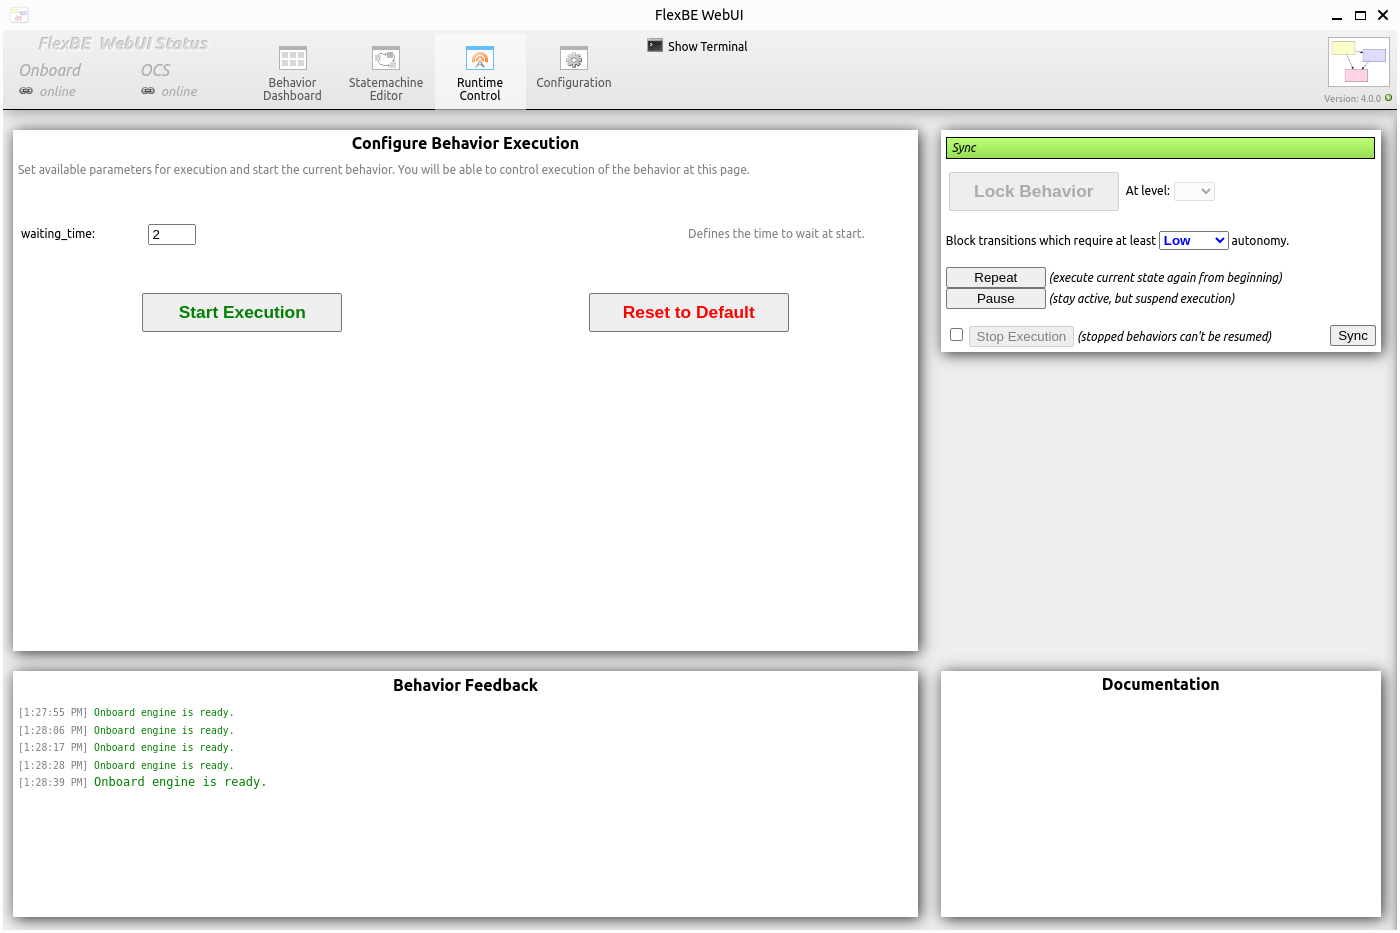 FlexBE WebUI
FlexBE WebUI Status
Onboard
OCS
online
online
Behavior
Dashboard
Statemachine
Editor
Runtime
Control
Configuration
Show Terminal
Version: 4.0.0
Configure Behavior Execution
Set available parameters for execution and start the current behavior. You will be able to control execution of the behavior at this page.
waiting_time:
2
Defines the time to wait at start.
Start Execution
Reset to Default
Sync
Lock Behavior
At level:
Block transitions which require at least Low autonomy.
Repeat (execute current state again from beginning)
Pause (stay active, but suspend execution)
Stop Execution (stopped behaviors can't be resumed)
Sync
Behavior Feedback
[1:27:55 PM] Onboard engine is ready.
[1:28:06 PM] Onboard engine is ready.
[1:28:17 PM] Onboard engine is ready.
[1:28:28 PM] Onboard engine is ready.
[1:28:39 PM] Onboard engine is ready.
Documentation